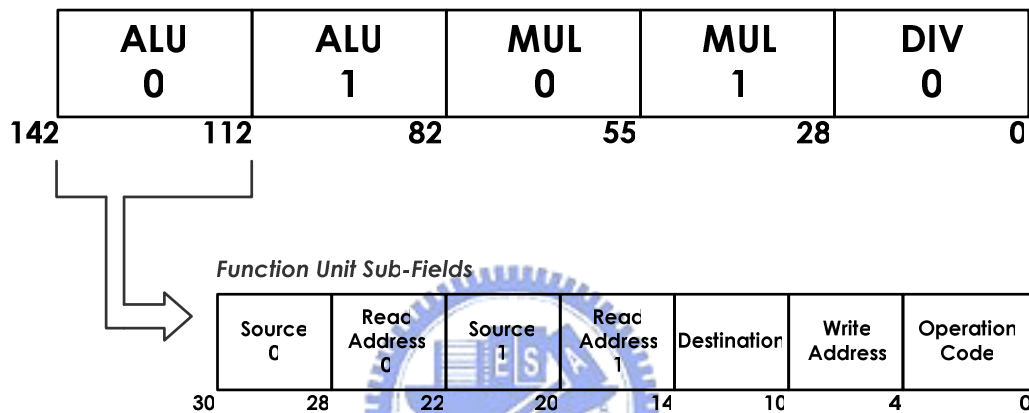 ALU ALU MUL MUL DIV
0 1 0 1 0
142 112 82 55 28 0
Function Unit Sub-Fields
Source 0
Read Address 0
Source 1
Read Address 1
Destination
Write Address
Operation Code
30 28 22 20 14 10 4 0
E S A